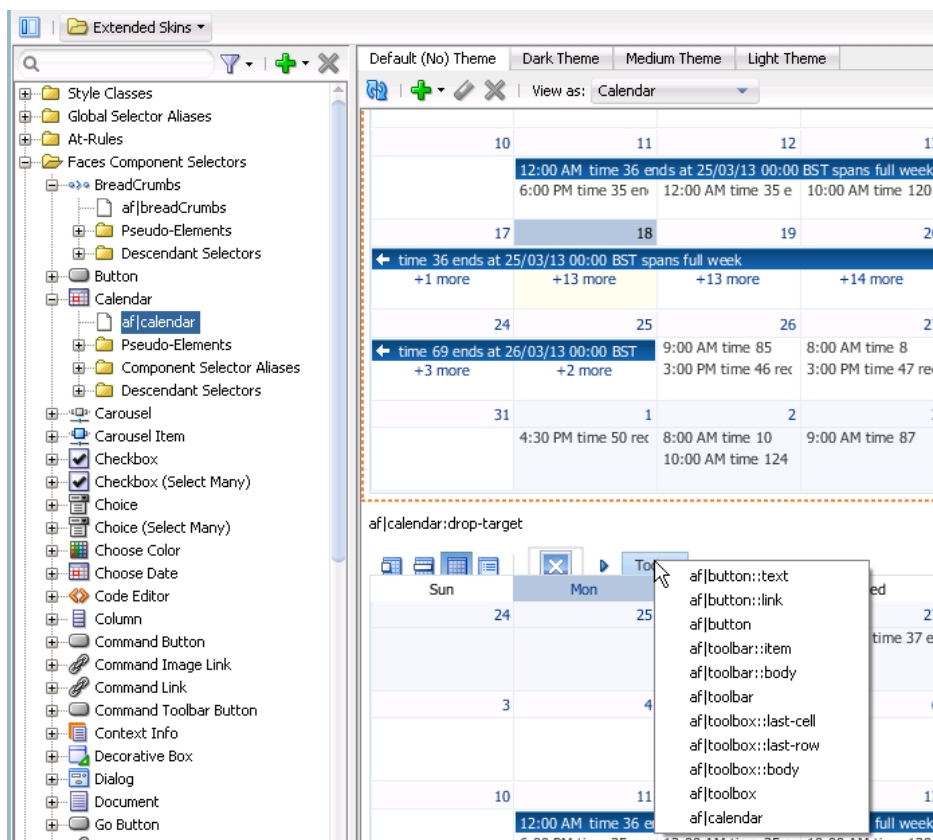 Extended Skins
Style Classes
Global Selector Aliases
At-Rules
Faces Component Selectors
BreadCrumbs
af|breadCrumbs
Pseudo-Elements
Descendant Selectors
Button
Calendar
af|calendar
Pseudo-Elements
Component Selector Aliases
Descendant Selectors
Carousel
Carousel Item
Checkbox
Checkbox (Select Many)
Choice
Choice (Select Many)
Choose Color
Choose Date
Code Editor
Column
Command Button
Command Image Link
Command Link
Command Toolbar Button
Context Info
Decorative Box
Dialog
Document
Go Button
Default (No) Theme Dark Theme Medium Theme Light Theme
View as: Calendar
10 11 12
12:00 AM time 36 ends at 25/03/13 00:00 BST spans full week
6:00 PM time 35 en 12:00 AM time 35 e 10:00 AM time 120
17 18 19
time 36 ends at 25/03/13 00:00 BST spans full week
+1 more +13 more +13 more +14 more
24 25 26
time 69 ends at 26/03/13 00:00 BST 9:00 AM time 85 8:00 AM time 8
+3 more +2 more 3:00 PM time 46 rec 3:00 PM time 47 re
31 1 2
4:30 PM time 50 rec 8:00 AM time 10 9:00 AM time 87
10:00 AM time 124
af|calendar:drop-target
Sun Mon
24 25
time 37 e
3 4
10 11
12:00 AM time 36 full week
af|button::text
af|button::link
af|button
af|toolbar::item
af|toolbar::body
af|toolbar
af|toolbox::last-cell
af|toolbox::last-row
af|toolbox::body
af|toolbox
af|calendar